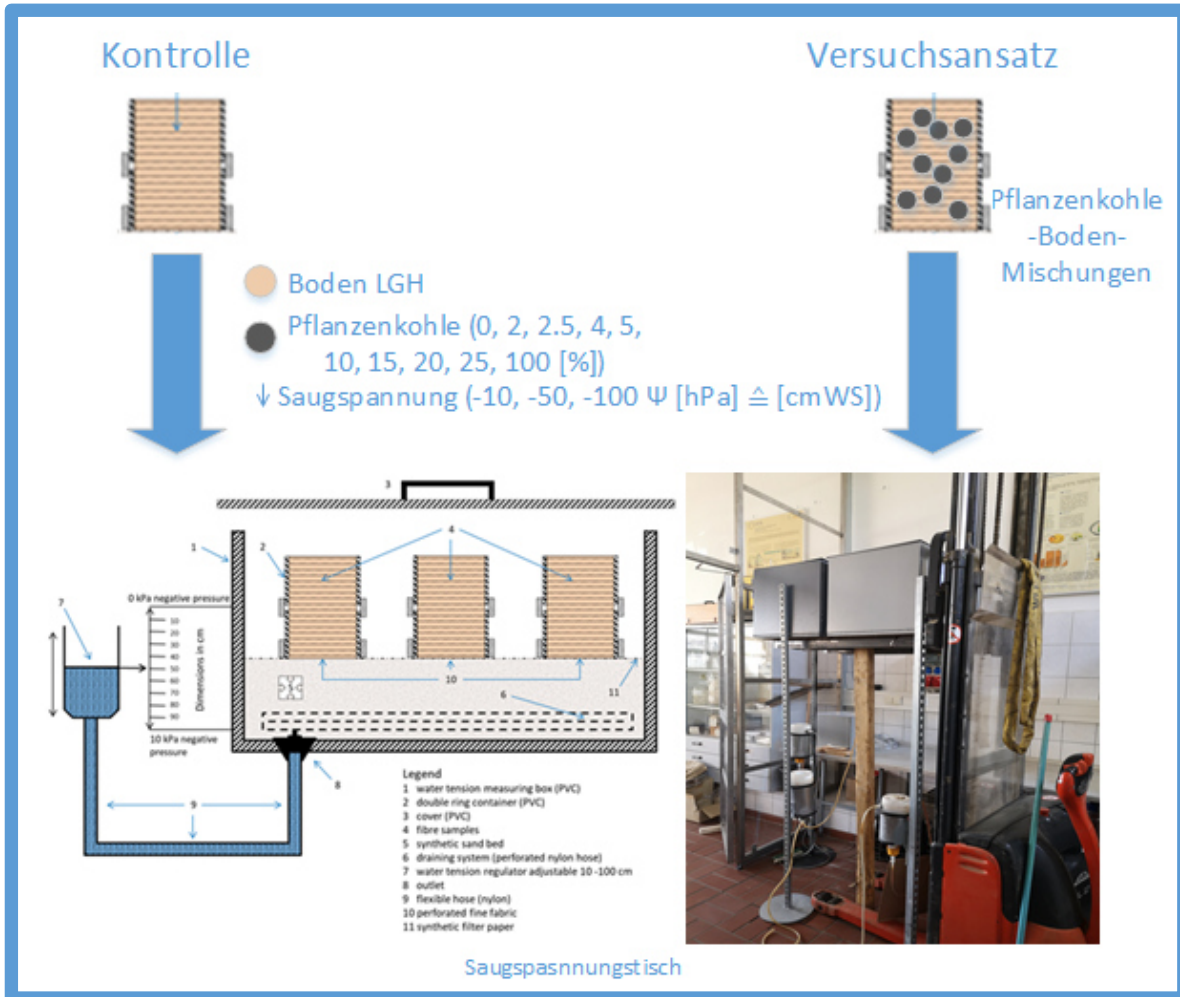 Kontrolle
Versuchsansatz
Pflanzenkohle
-Boden-
Mischungen
Boden LGH
Pflanzenkohle (0, 2, 2.5, 4, 5,
10, 15, 20, 25, 100 [%])
↓ Saugspannung (-10, -50, -100 Ψ [hPa] ≙ [cmWS])
3
4
1
2
7
0 kPa negative pressure
10
20
30
40
50
60
70
80
90
Dimensions in cm
10 kPa negative
pressure
5
10
6
11
8
9
Legend
1 water tension measuring box (PVC)
2 double ring container (PVC)
3 cover (PVC)
4 fibre samples
5 synthetic sand bed
6 draining system (perforated nylon hose)
7 water tension regulator adjustable 10 -100 cm
8 outlet
9 flexible hose (nylon)
10 perforated fine fabric
11 synthetic filter paper
Saugspasnnungstisch